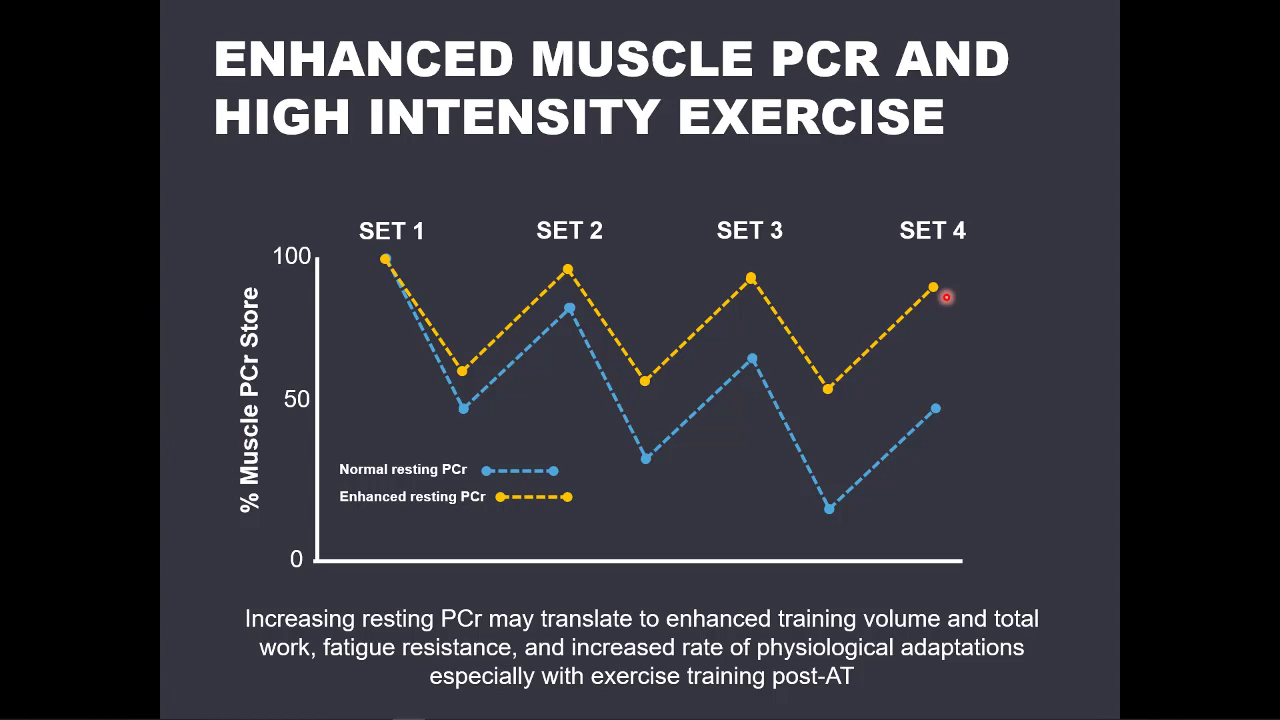 ENHANCED MUSCLE PCR AND
HIGH INTENSITY EXERCISE
SET 1 SET 2 SET 3 SET 4
100
50
0
% Muscle PCr Store
Normal resting PCr
Enhanced resting PCr
Increasing resting PCr may translate to enhanced training volume and total
work, fatigue resistance, and increased rate of physiological adaptations
especially with exercise training post-AT